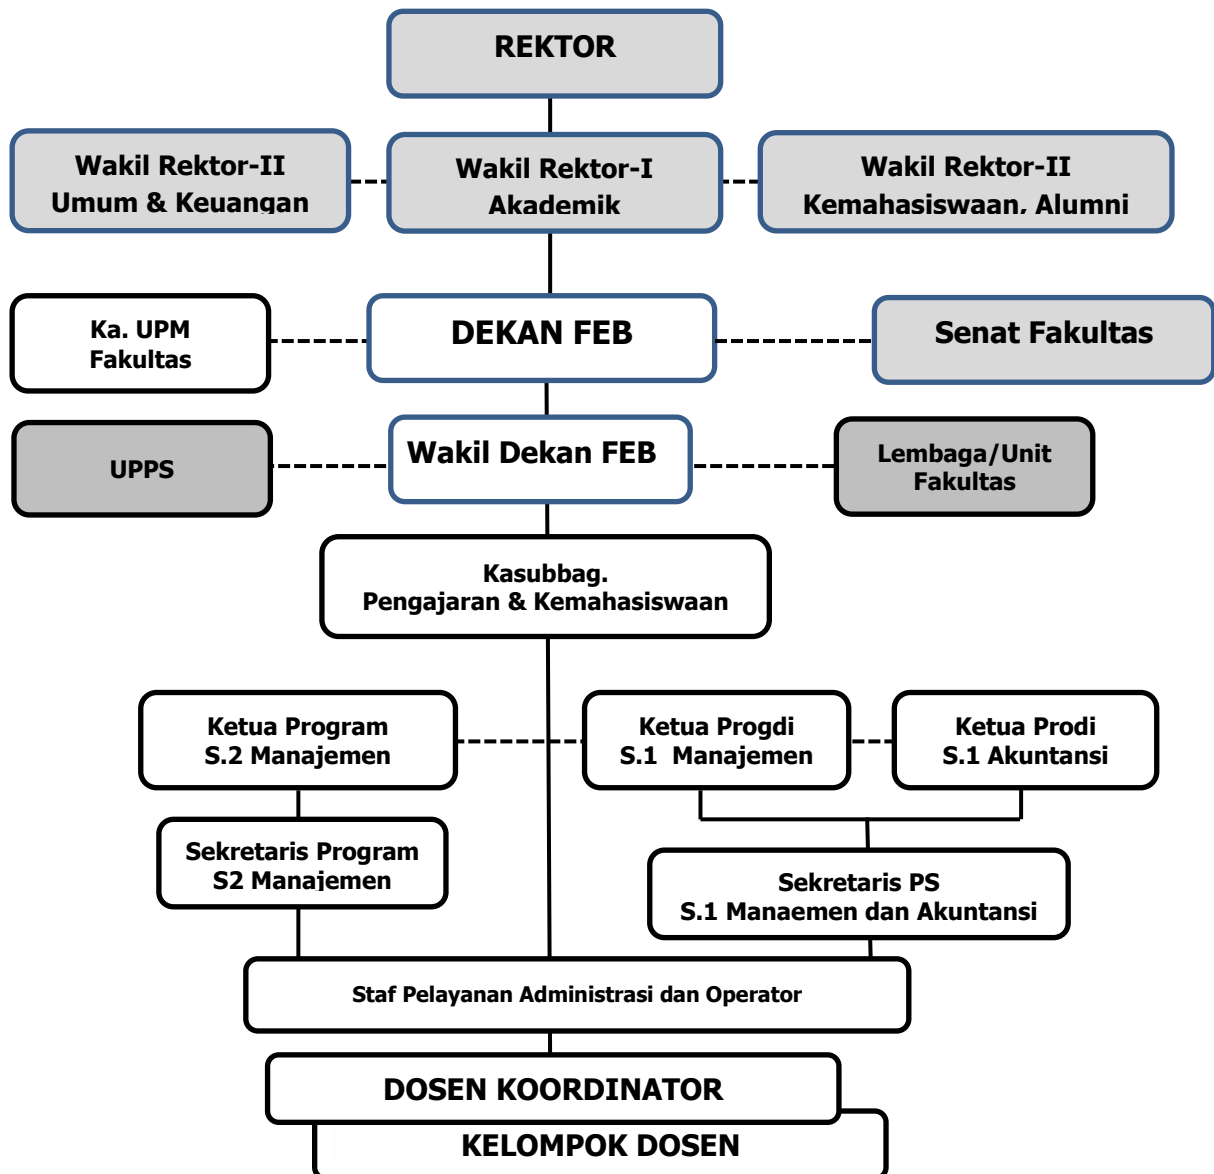 REKTOR
Wakil Rektor-II
Umum & Keuangan
Wakil Rektor-I
Akademik
Wakil Rektor-II
Kemahasiswaan, Alumni
Ka. UPM
Fakultas
DEKAN FEB
Senat Fakultas
UPPS
Wakil Dekan FEB
Lembaga/Unit
Fakultas
Kasubbag.
Pengajaran & Kemahasiswaan
Ketua Program
S.2 Manajemen
Ketua Progdi
S.1 Manajemen
Ketua Prodi
S.1 Akuntansi
Sekretaris Program
S2 Manajemen
Sekretaris PS
S.1 Manaemen dan Akuntansi
Staf Pelayanan Administrasi dan Operator
DOSEN KOORDINATOR
KELOMPOK DOSEN